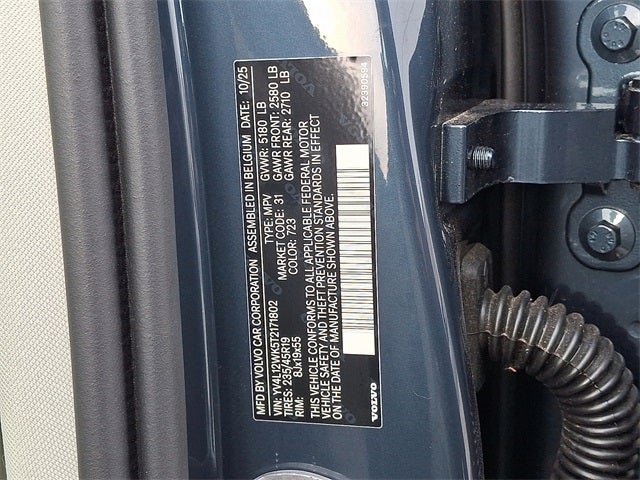 MFD BY VOLVO CAR CORPORATION ASSEMBLED IN BELGIUM DATE: 10/25
VIN: YV4L12WK5T2171802 TYPE: MPV GVWR: 5180 LB
TIRES: 235/45R19 MARKET CODE: 31 GAWR FRONT: 2580 LB
RIM: 8Jx19x55 COLOR: 723 GAWR REAR: 2710 LB
THIS VEHICLE CONFORMS TO ALL APPLICABLE FEDERAL MOTOR
VEHICLE SAFETY AND THEFT PREVENTION STANDARDS IN EFFECT
ON THE DATE OF MANUFACTURE SHOWN ABOVE.
VOLVO 32390594